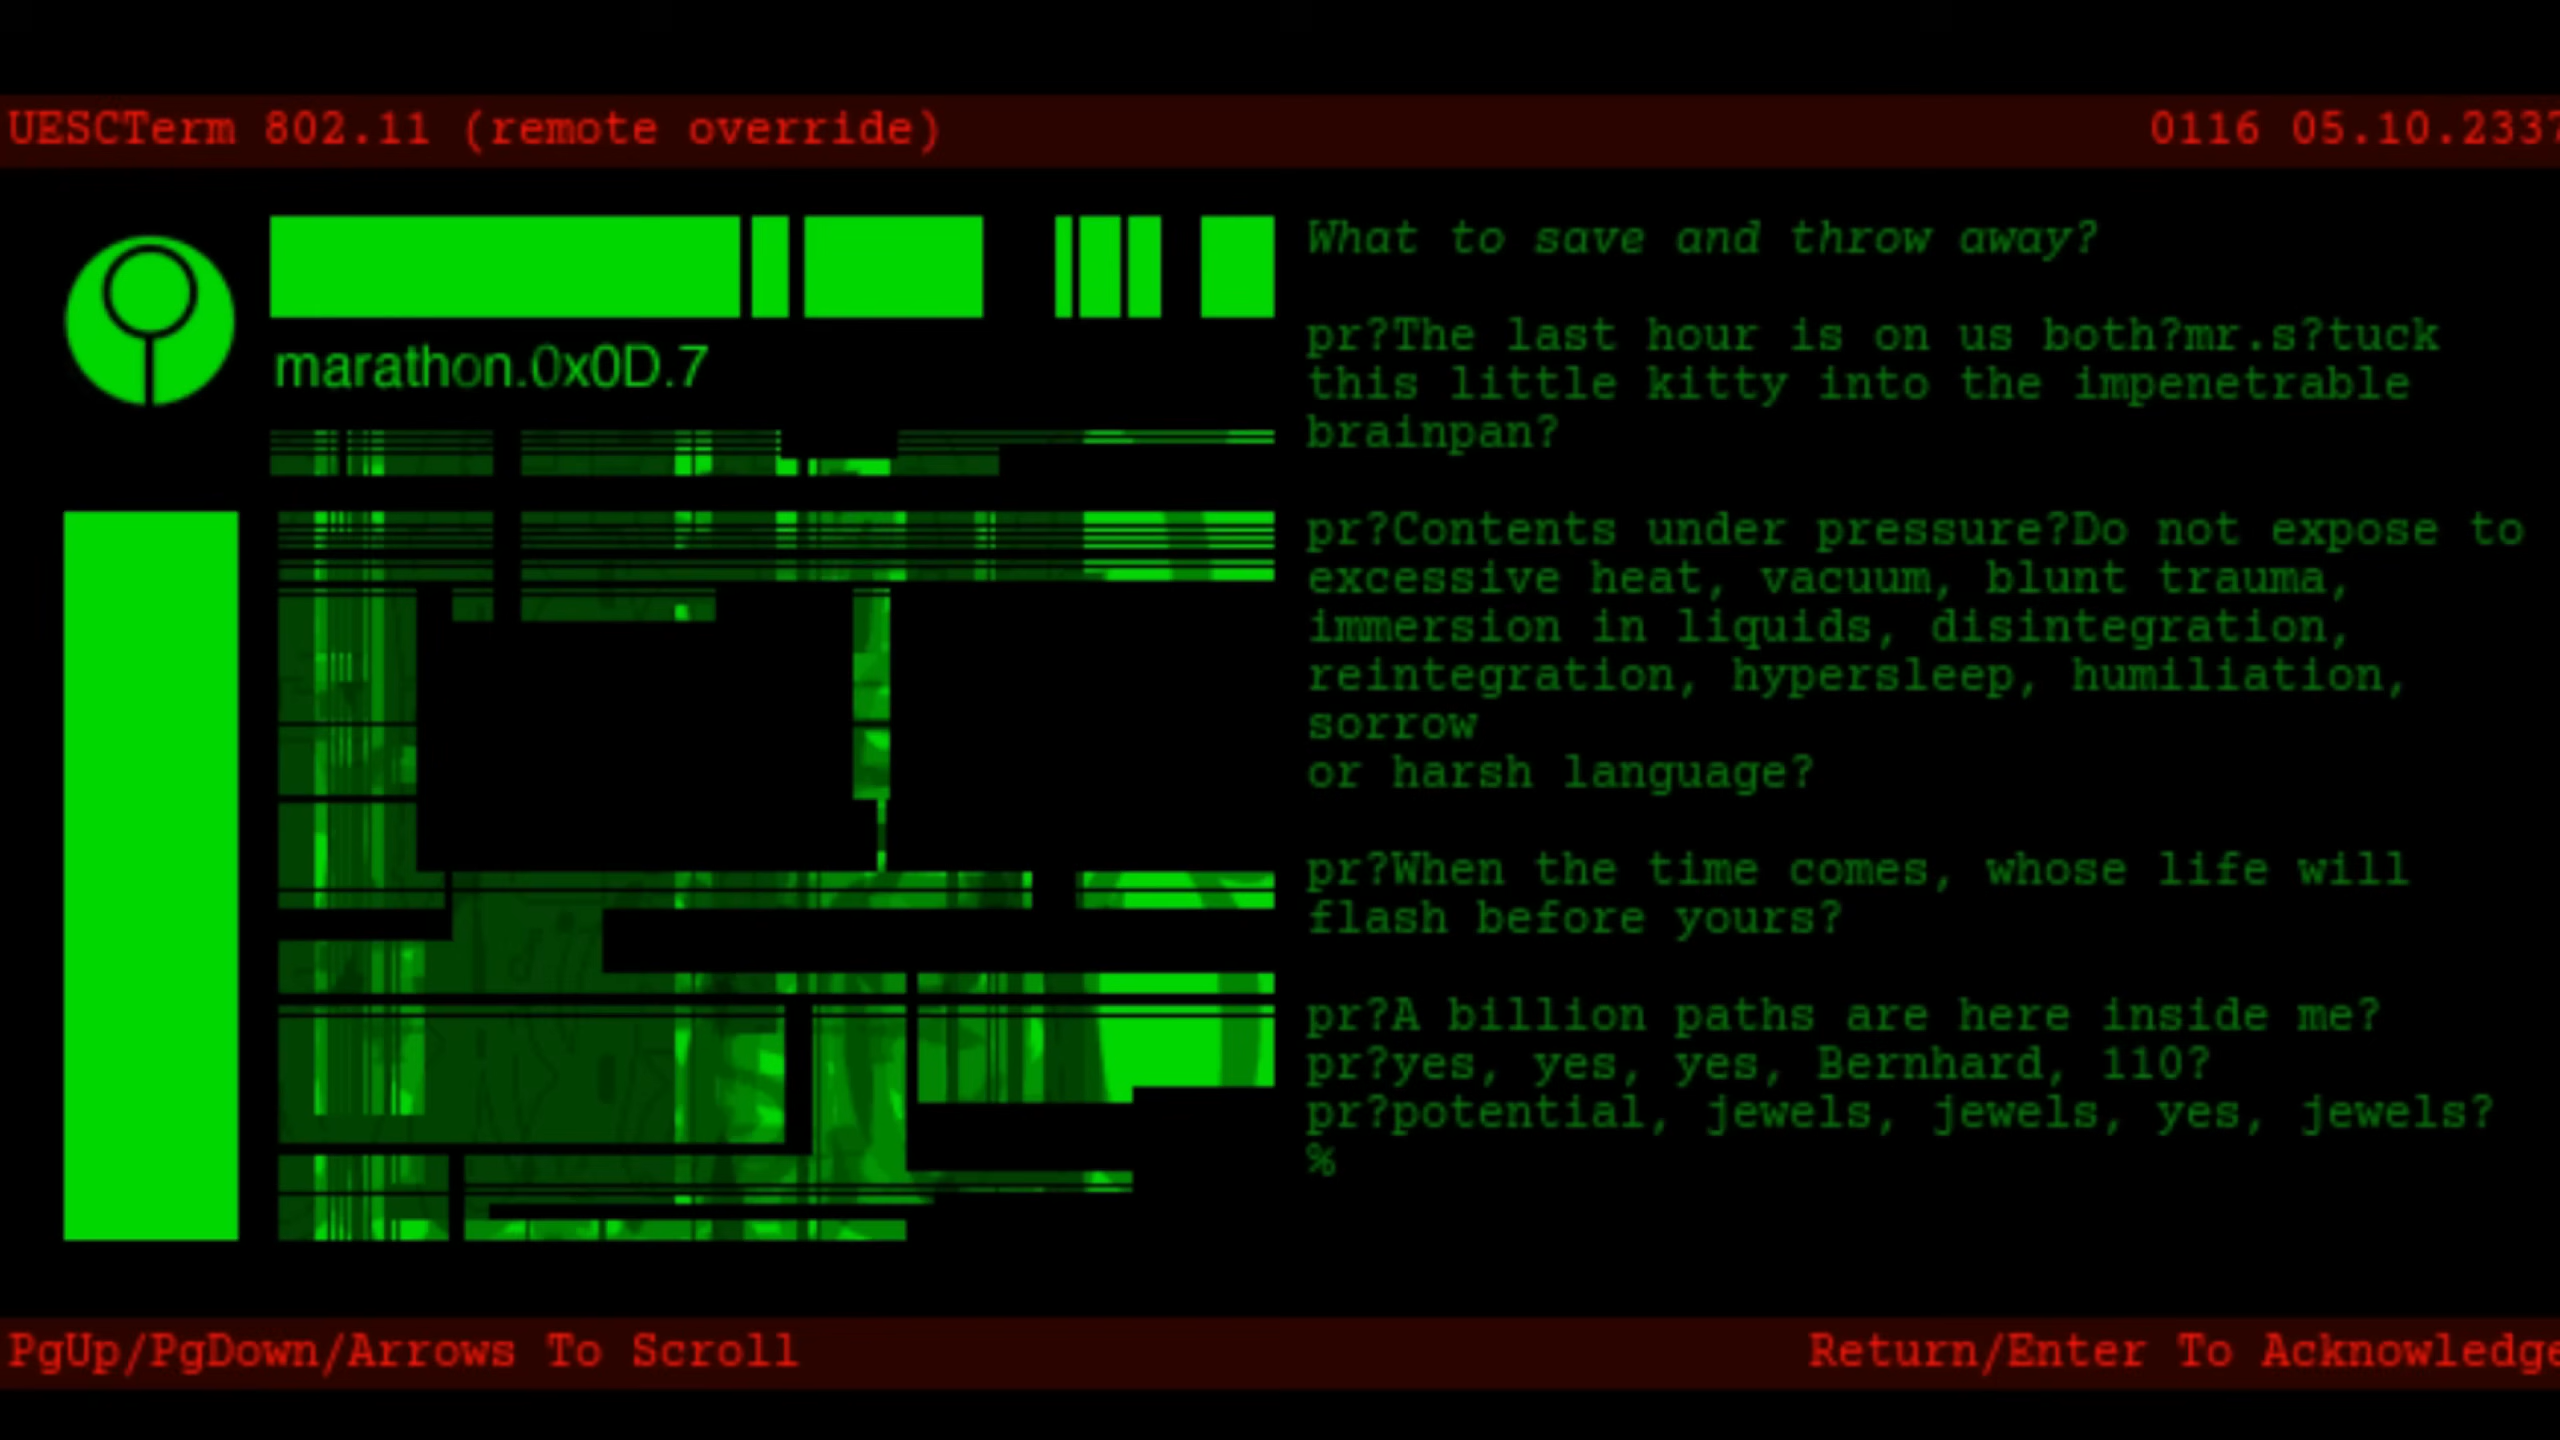 UESCTerm 802.11 (remote override)
0116 05.10.2337
marathon.0x0D.7
What to save and throw away?
pr?The last hour is on us both?mr.s?tuck
this little kitty into the impenetrable
brainpan?
pr?Contents under pressure?Do not expose to
excessive heat, vacuum, blunt trauma,
immersion in liquids, disintegration,
reintegration, hypersleep, humiliation,
sorrow
or harsh language?
pr?When the time comes, whose life will
flash before yours?
pr?A billion paths are here inside me?
pr?yes, yes, yes, Bernhard, 110?
pr?potential, jewels, jewels, yes, jewels?
%
PgUp/PgDown/Arrows To Scroll
Return/Enter To Acknowledge